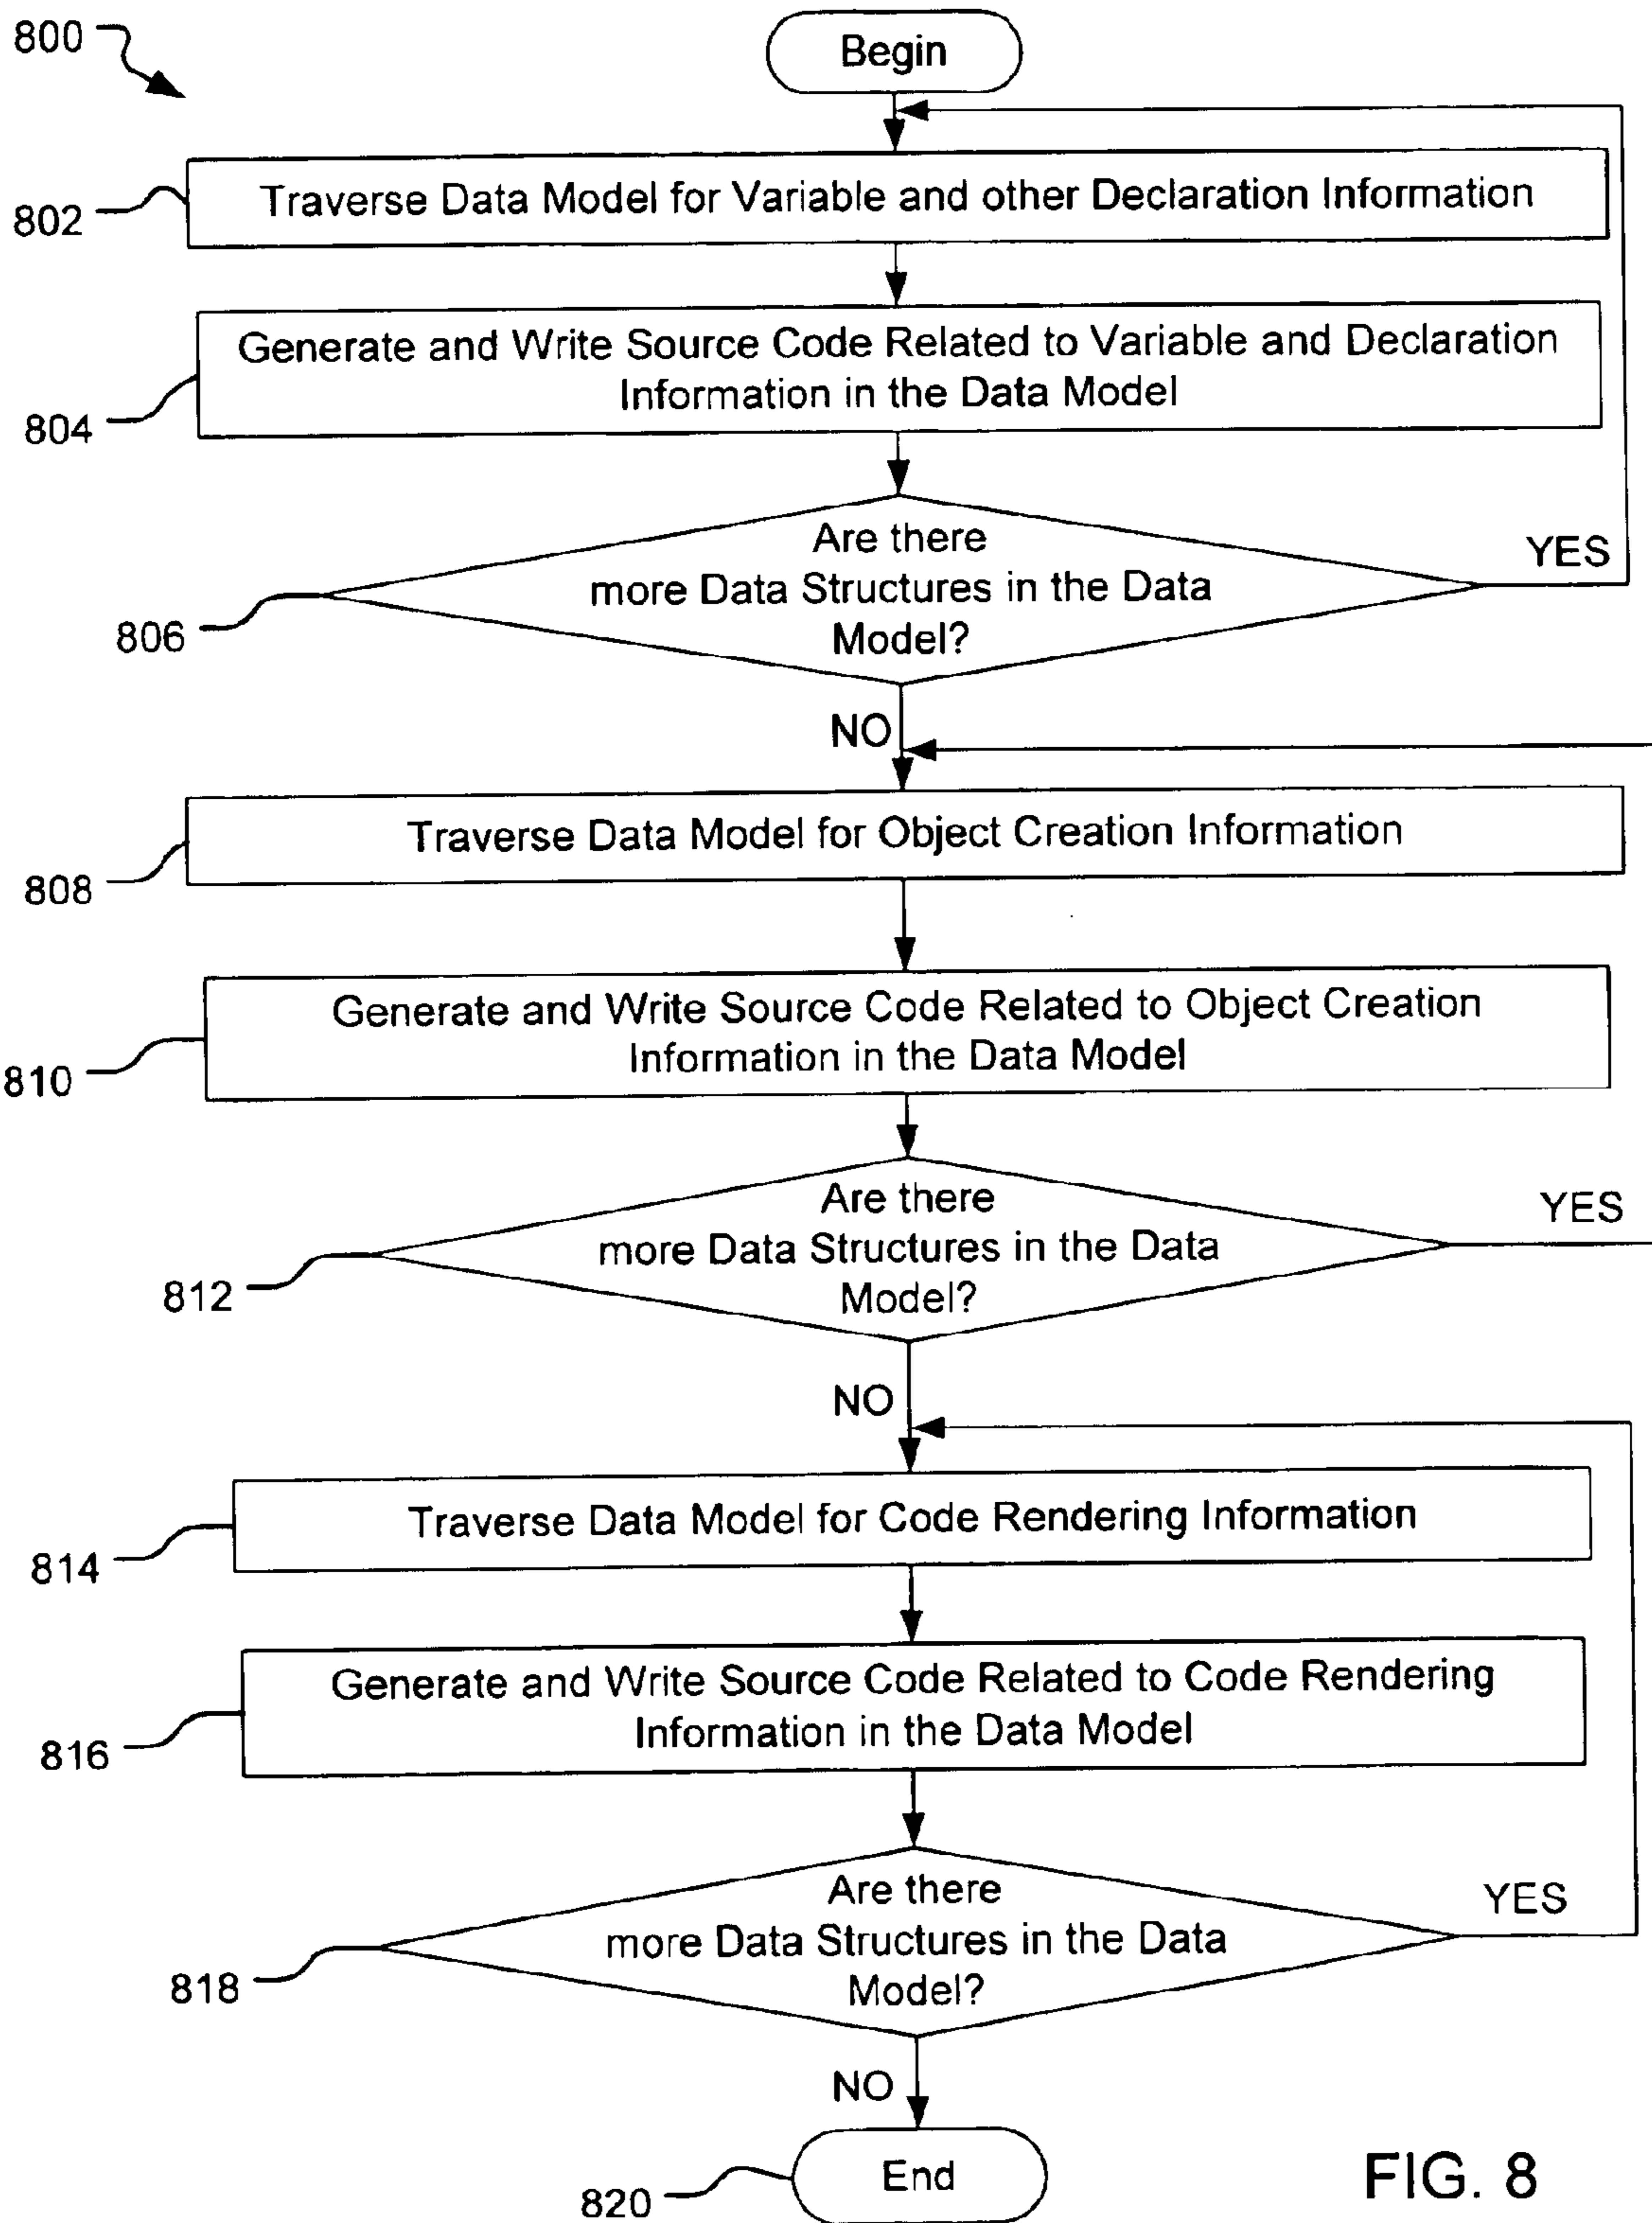 800
Begin
802
Traverse Data Model for Variable and other Declaration Information
804
Generate and Write Source Code Related to Variable and Declaration
Information in the Data Model
806
Are there
more Data Structures in the Data
Model?
YES
NO
808
Traverse Data Model for Object Creation Information
810
Generate and Write Source Code Related to Object Creation
Information in the Data Model
812
Are there
more Data Structures in the Data
Model?
YES
NO
814
Traverse Data Model for Code Rendering Information
816
Generate and Write Source Code Related to Code Rendering
Information in the Data Model
818
Are there
more Data Structures in the Data
Model?
YES
NO
820
End
FIG. 8